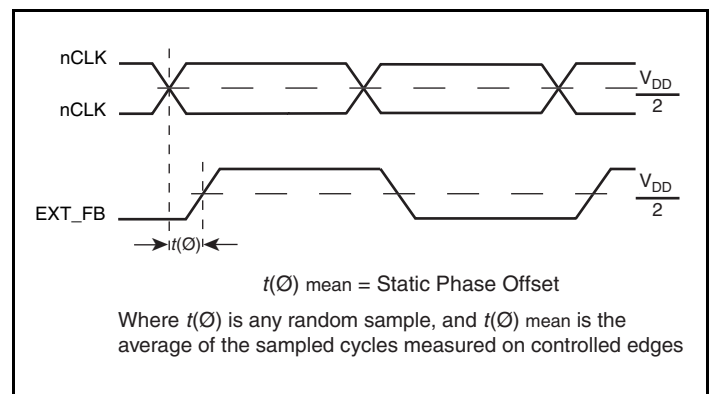 nCLK
V_DD
2
nCLK
V_DD
2
EXT_FB
t(Ø)
t(Ø) mean = Static Phase Offset
Where t(Ø) is any random sample, and t(Ø) mean is the
average of the sampled cycles measured on controlled edges